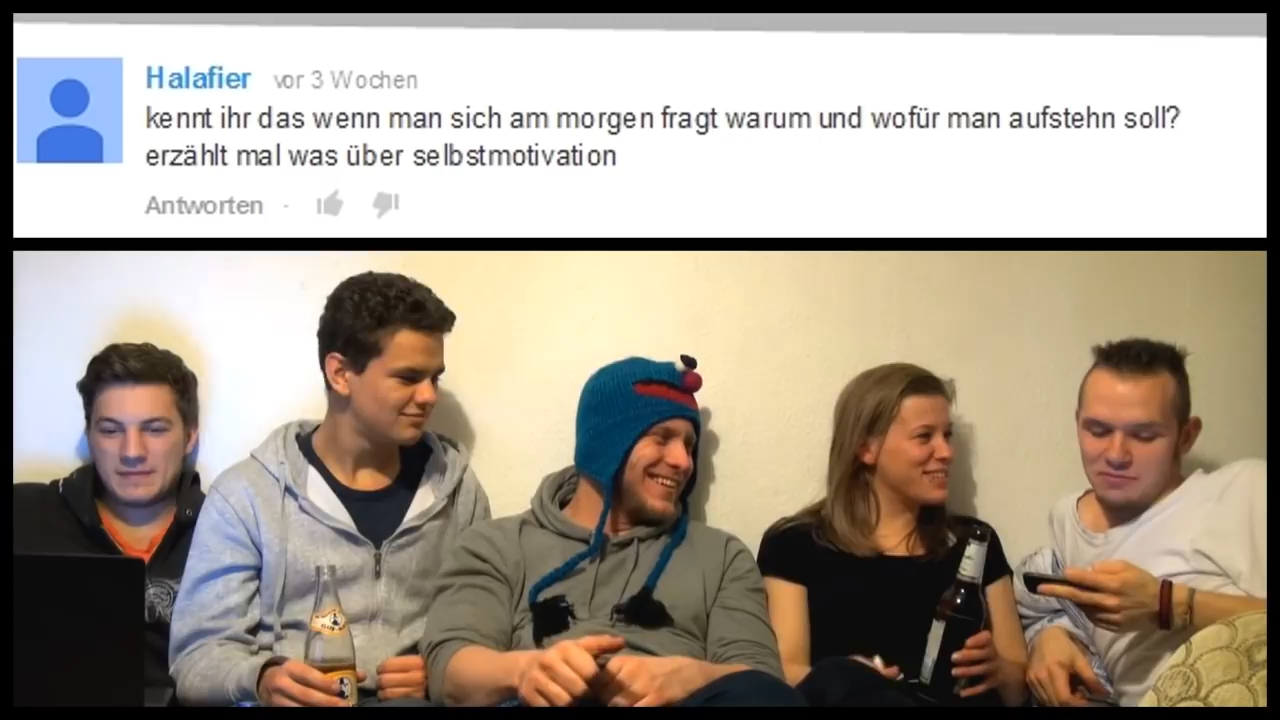 Halafier vor 3 Wochen
kennt ihr das wenn man sich am morgen fragt warum und wofür man aufstehn soll?
erzählt mal was über selbstmotivation
Antworten ·